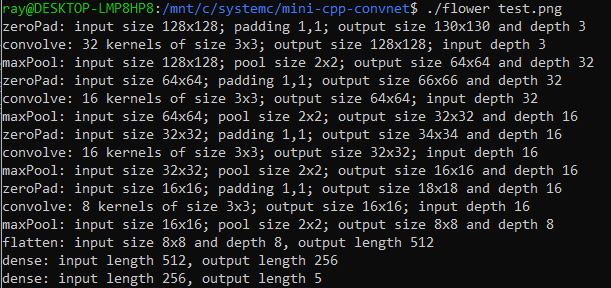 ray@DESKTOP-LMP8HP8:/mnt/c/systemc/mini-cpp-convnet$ ./flower test.png
zeroPad: input size 128x128; padding 1,1; output size 130x130 and depth 3
convolve: 32 kernels of size 3x3; output size 128x128; input depth 3
maxPool: input size 128x128; pool size 2x2; output size 64x64 and depth 32
zeroPad: input size 64x64; padding 1,1; output size 66x66 and depth 32
convolve: 16 kernels of size 3x3; output size 64x64; input depth 32
maxPool: input size 64x64; pool size 2x2; output size 32x32 and depth 16
zeroPad: input size 32x32; padding 1,1; output size 34x34 and depth 16
convolve: 16 kernels of size 3x3; output size 32x32; input depth 16
maxPool: input size 32x32; pool size 2x2; output size 16x16 and depth 16
zeroPad: input size 16x16; padding 1,1; output size 18x18 and depth 16
convolve: 8 kernels of size 3x3; output size 16x16; input depth 16
maxPool: input size 16x16; pool size 2x2; output size 8x8 and depth 8
flatten: input size 8x8 and depth 8, output length 512
dense: input length 512, output length 256
dense: input length 256, output length 5